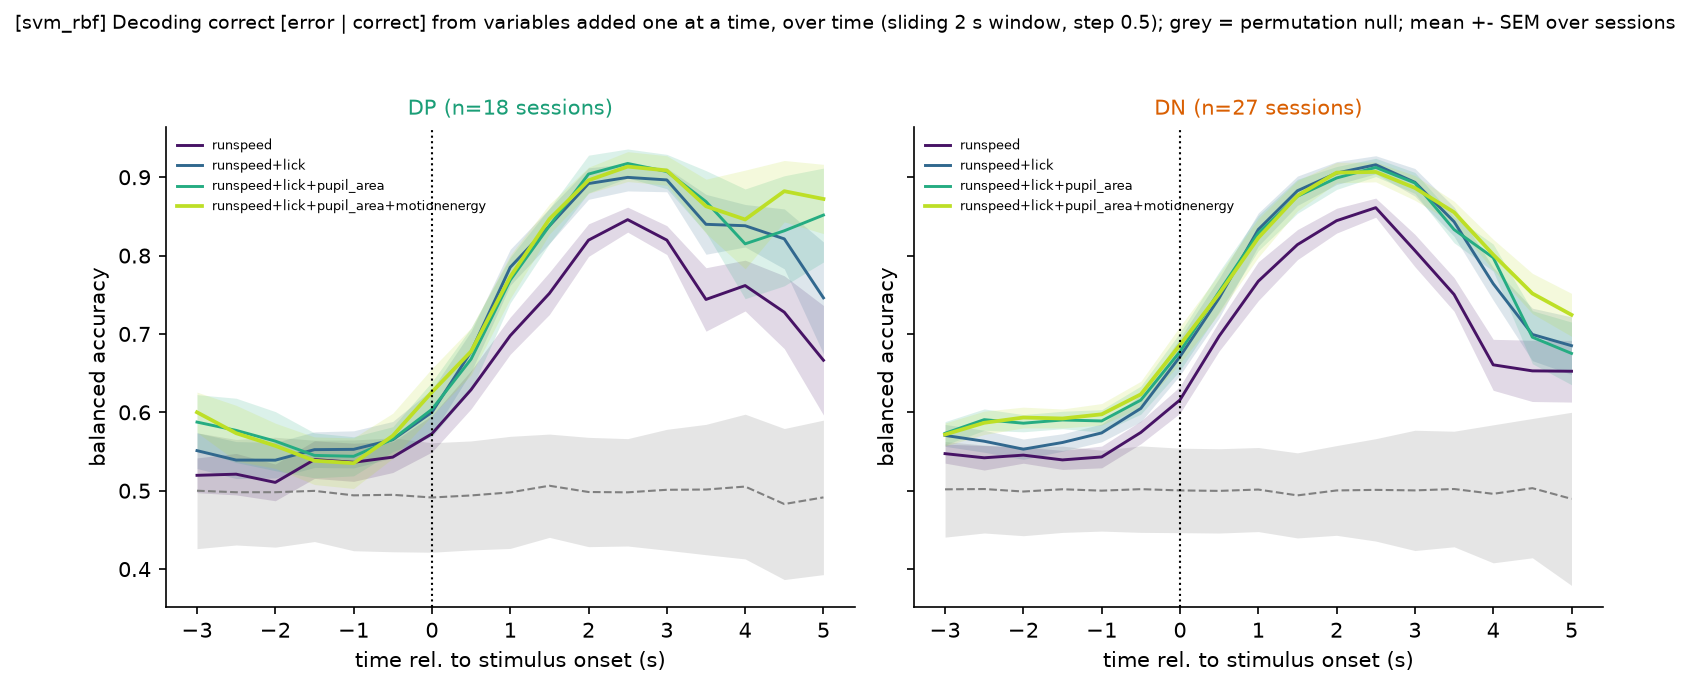 [svm_rbf] Decoding correct [error | correct] from variables added one at a time, over time (sliding 2 s window, step 0.5); grey = permutation null; mean +- SEM over sessions
DP (n=18 sessions)
runspeed
runspeed+lick
runspeed+lick+pupil_area
runspeed+lick+pupil_area+motionenergy
balanced accuracy
0.9
0.8
0.7
0.6
0.5
0.4
−3 −2 −1 0 1 2 3 4 5
time rel. to stimulus onset (s)
DN (n=27 sessions)
runspeed
runspeed+lick
runspeed+lick+pupil_area
runspeed+lick+pupil_area+motionenergy
balanced accuracy
−3 −2 −1 0 1 2 3 4 5
time rel. to stimulus onset (s)